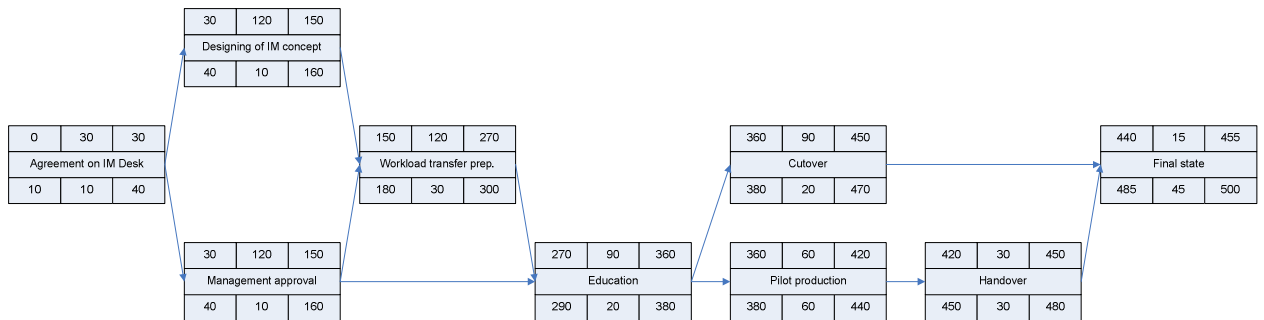 30 120 150
Designing of IM concept
40 10 160
0 30 30
Agreement on IM Desk
10 10 40
150 120 270
Workload transfer prep.
180 30 300
360 90 450
Cutover
380 20 470
440 15 455
Final state
485 45 500
30 120 150
Management approval
40 10 160
270 90 360
Education
290 20 380
360 60 420
Pilot production
380 60 440
420 30 450
Handover
450 30 480